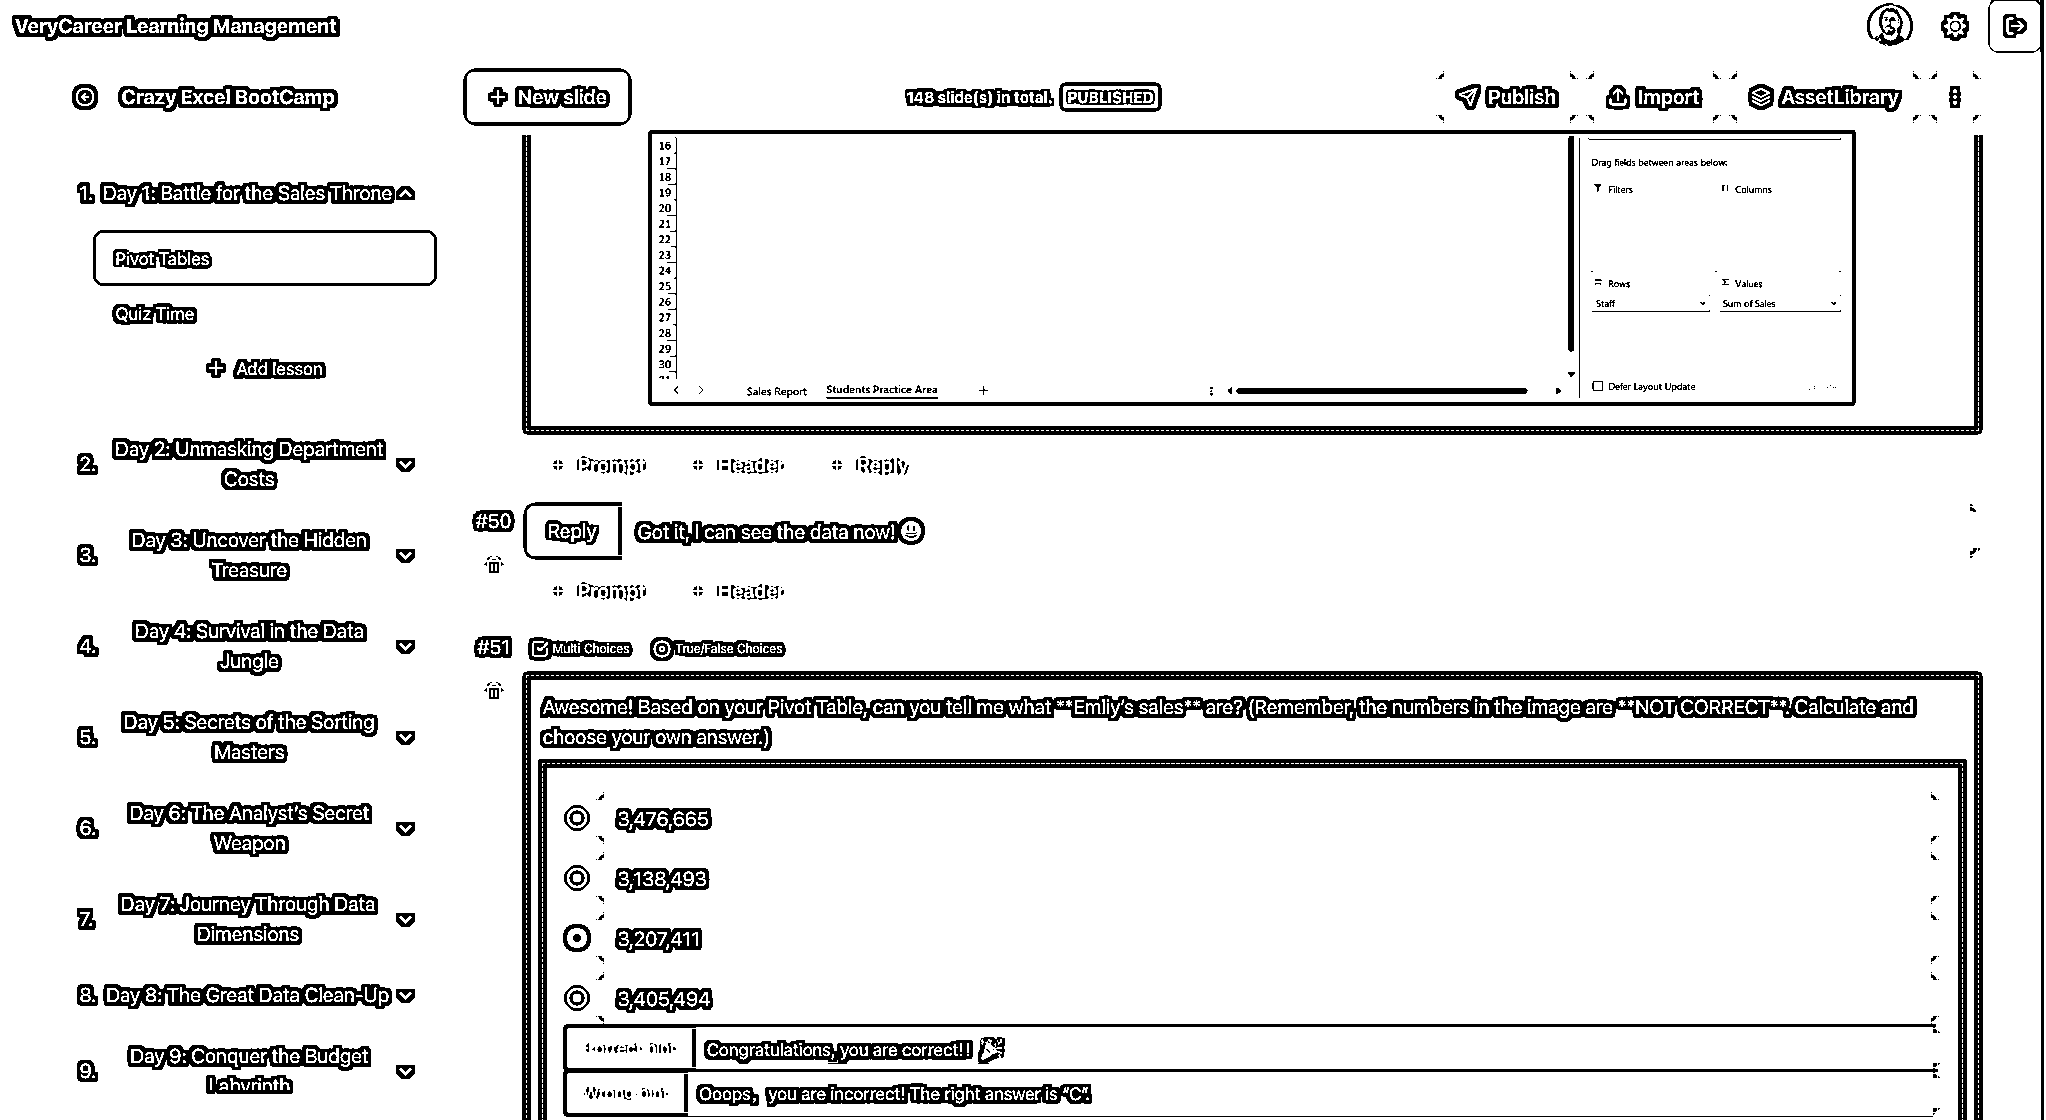 VeryCareer Learning Management
Crazy Excel BootCamp
New slide
148 slide(s) in total.
PUBLISHED
Publish
Import
AssetLibrary
1. Day 1: Battle for the Sales Throne
Pivot Tables
Quiz Time
Add lesson
2. Day 2: Unmasking Department
Costs
3. Day 3: Uncover the Hidden
Treasure
4. Day 4: Survival in the Data
Jungle
5. Day 5: Secrets of the Sorting
Masters
6. Day 6: The Analyst's Secret
Weapon
7. Day 7: Journey Through Data
Dimensions
8. Day 8: The Great Data Clean-Up
9. Day 9: Conquer the Budget
Labyrinth
16
17
18
19
20
21
22
23
24
25
26
27
28
29
30
Sales Report
Students Practice Area
Drag fields between areas below:
Filters
Columns
Rows
Σ Values
Staff
Sum of Sales
Defer Layout Update
Prompt
Header
Reply
#50
Reply
Got it, I can see the data now!
Prompt
Header
#51
Multi Choices
True/False Choices
Awesome! Based on your Pivot Table, can you tell me what **Emliy's sales** are? (Remember, the numbers in the image are **NOT CORRECT**. Calculate and
choose your own answer.)
3,476,665
3,138,493
3,207,411
3,405,494
Congratulations, you are correct!!
Ooops, you are incorrect! The right answer is "C".